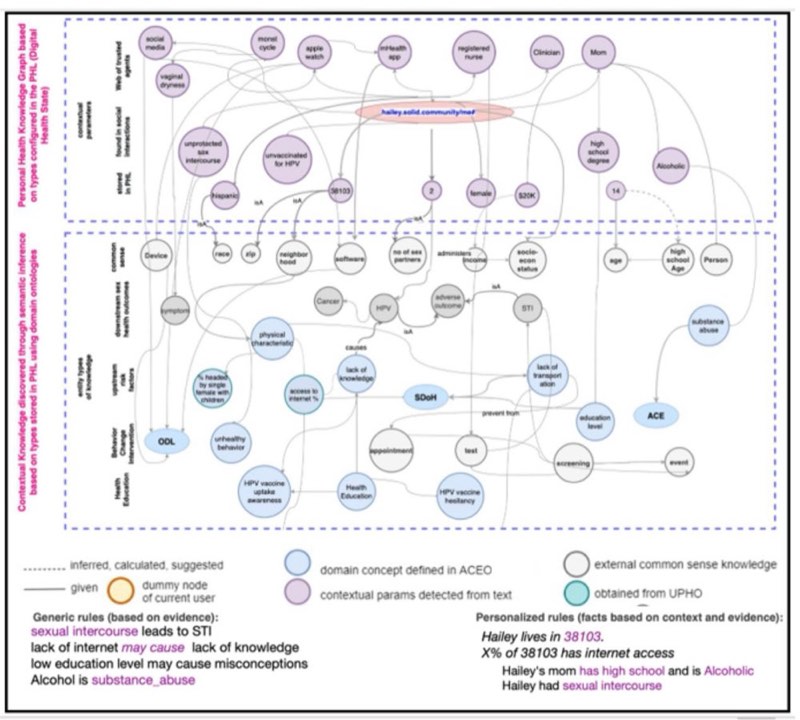 Personal Health Knowledge Graph based
on types configured in the PHL (Digital
Health State)
contextual
parameters
Web of trusted
agents
found in social
interactions
stored
in PHL
social
media
monet
cycle
apple
watch
mHealth
app
registered
nurse
Clinician
Mom
vaginal
dryness
hailey.solid.community/me#
unprotected
sex
intercourse
unvaccinated
for HPV
high
school
degree
Alcoholic
hispanic
38103
2
female
$20K
14
isA
isA
isA
isA
Contextual Knowledge discovered through semantic inference
based on types stored in PHL using domain ontologies
entity types
of knowledge
common
sense
downstream sex
health outcomes
upstream
risk
factors
Behavior
Change
Intervention
Health
Education
Device
race
zip
neighbor
hood
software
no of sex
partners
administers
income
socio-
econ
status
age
high
school
Age
Person
symptom
Cancer
HPV
adverse
outcome
isA
STI
isA
substance
abuse
physical
characteristic
causes
% headed
by single
female with
children
access to
internet %
lack of
knowledge
SDoH
lack of
transport
ation
prevent from
education
level
ACE
ODL
unhealthy
behavior
appointment
test
screening
event
HPV vaccine
uptake
awareness
Health
Education
HPV vaccine
hesitancy
inferred, calculated, suggested
given
dummy node
of current user
domain concept defined in ACEO
contextual params detected from text
external common sense knowledge
obtained from UPHO
Generic rules (based on evidence):
sexual intercourse leads to STI
lack of internet may cause lack of knowledge
low education level may cause misconceptions
Alcohol is substance_abuse
Personalized rules (facts based on context and evidence):
Hailey lives in 38103.
X% of 38103 has internet access
Hailey's mom has high school and is Alcoholic
Hailey had sexual intercourse